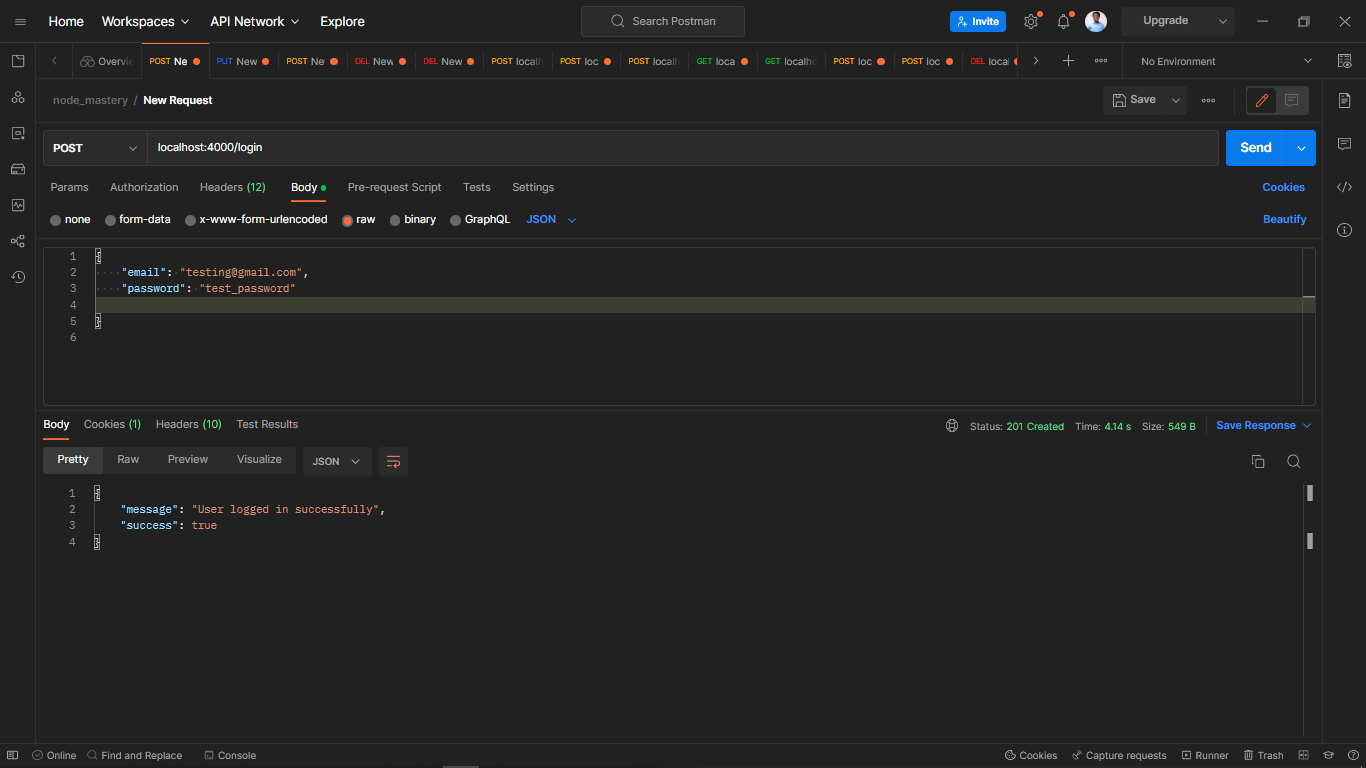 Home Workspaces API Network Explore Search Postman Invite Upgrade
Overvie POST Ne PUT New POST Ne DEL New DEL New POST localh POST loc POST localh GET loca GET localho POST loc POST loc DEL local No Environment
node_mastery / New Request Save
POST localhost:4000/login Send
Params Authorization Headers (12) Body Pre-request Script Tests Settings Cookies
none form-data x-www-form-urlencoded raw binary GraphQL JSON Beautify
1 {
2 "email": "testing@gmail.com",
3 "password": "test_password"
4
5 }
6
Body Cookies (1) Headers (10) Test Results Status: 201 Created Time: 4.14 s Size: 549 B Save Response
Pretty Raw Preview Visualize JSON
1 {
2 "message": "User logged in successfully",
3 "success": true
4 }
Online Find and Replace Console Cookies Capture requests Runner Trash